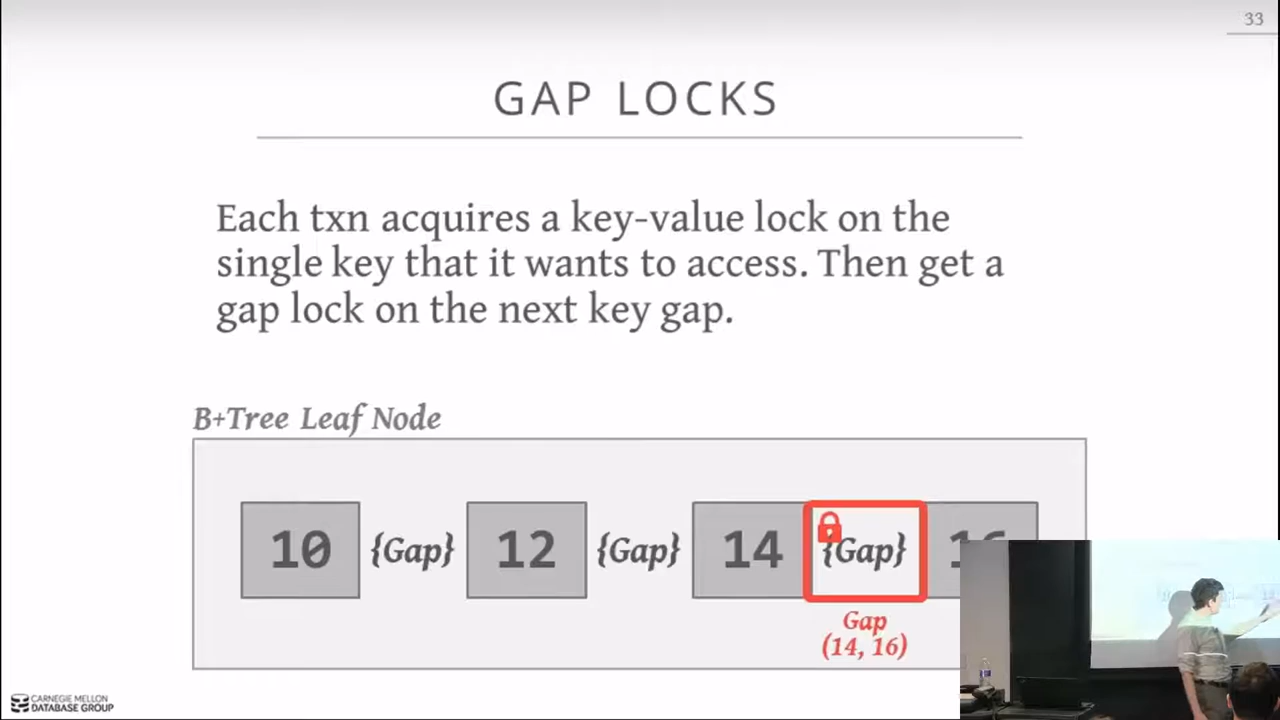 33
GAP LOCKS
Each txn acquires a key-value lock on the
single key that it wants to access. Then get a
gap lock on the next key gap.
B+Tree Leaf Node
10 {Gap} 12 {Gap} 14 {Gap} 16
Gap
(14, 16)
CARNEGIE MELLON
DATABASE GROUP